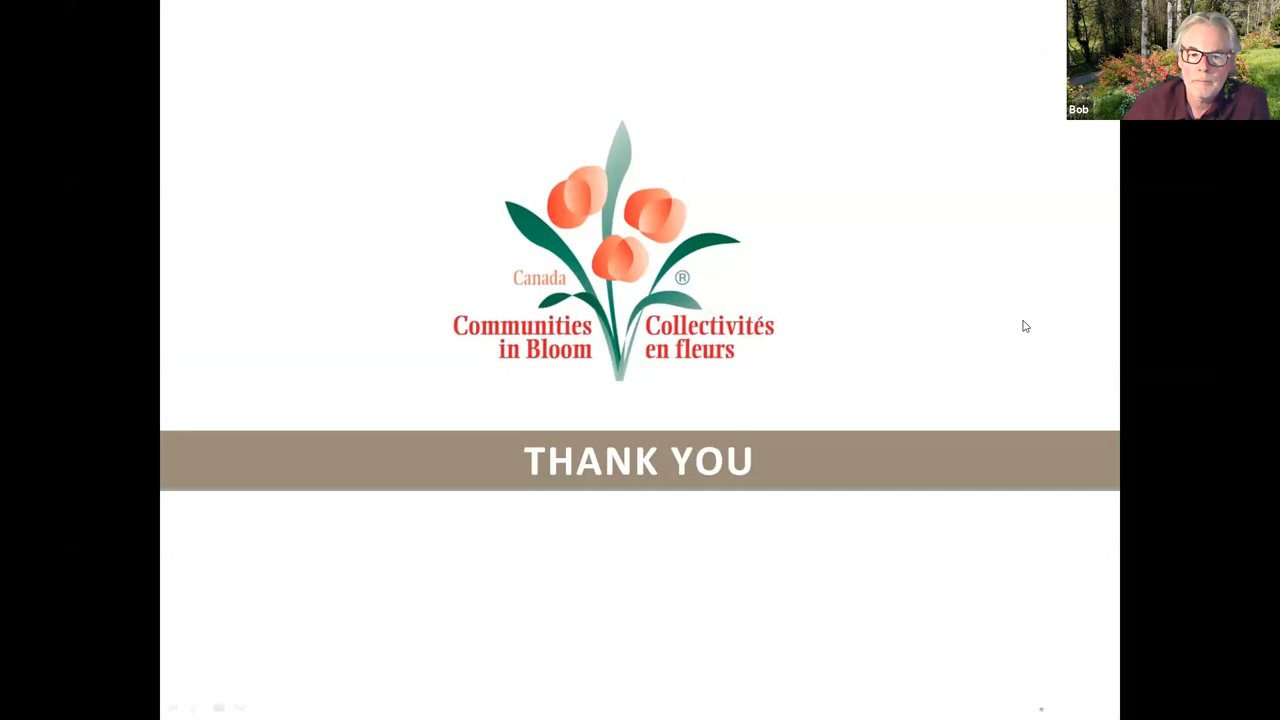 Bob
Canada
®
Communities
in Bloom
Collectivités
en fleurs
THANK YOU